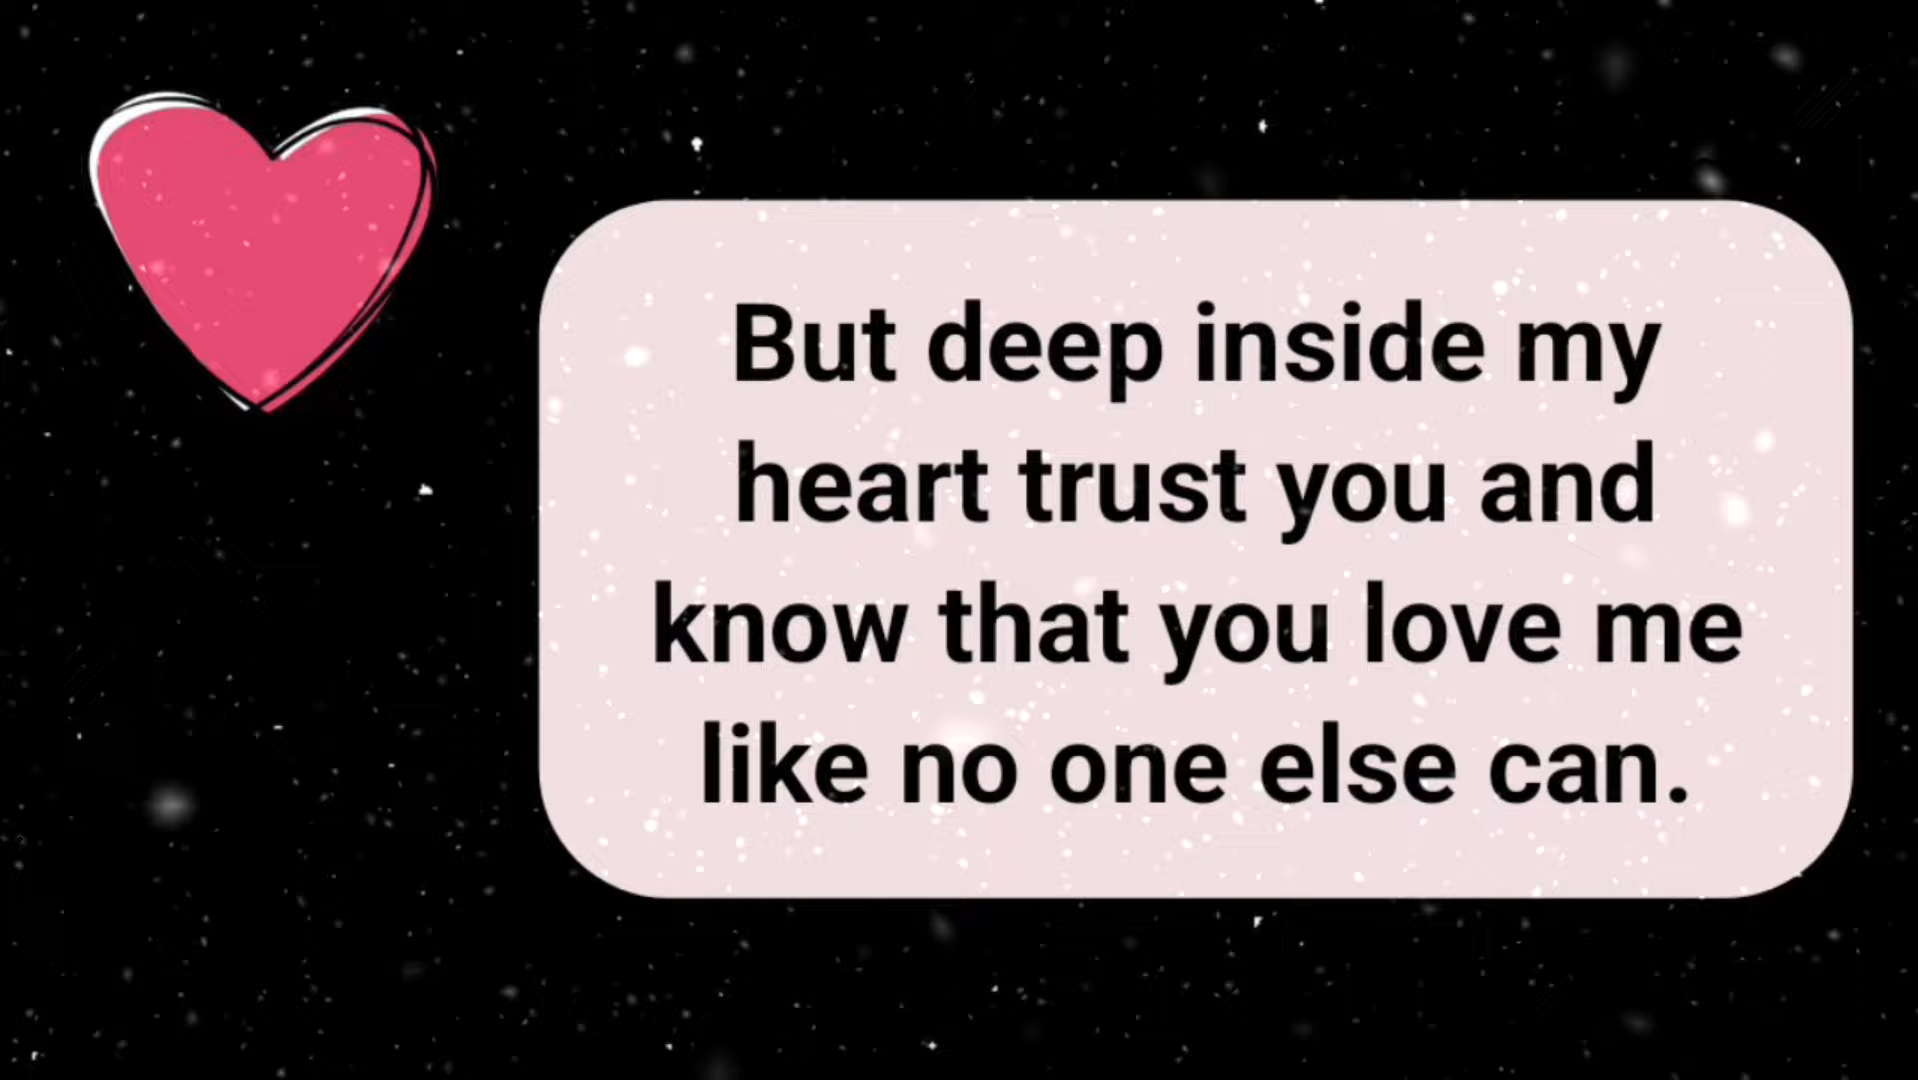 But deep inside my
heart trust you and
know that you love me
like no one else can.